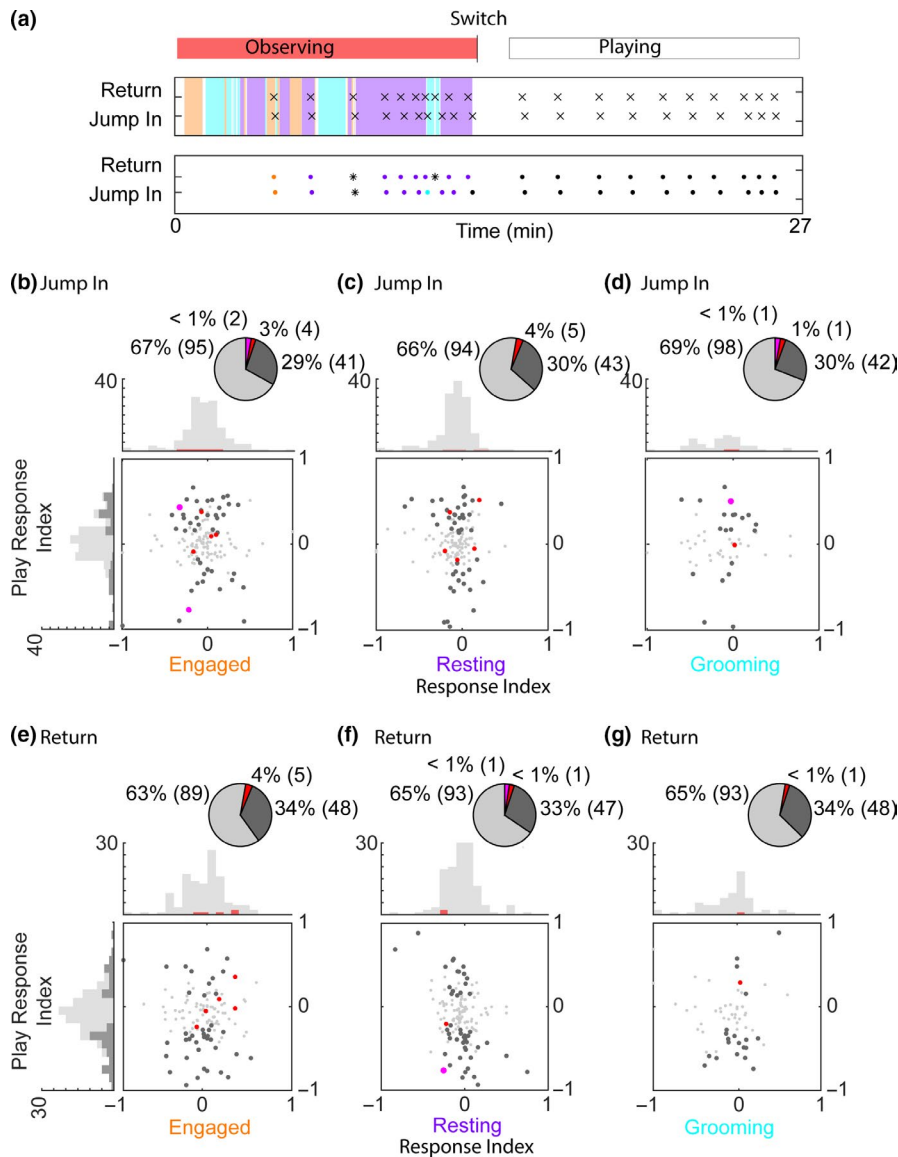 (a)
Switch
Observing Playing
Return
Jump In
Return
Jump In
0 Time (min) 27
(b) Jump In
< 1% (2) 3% (4)
67% (95)
29% (41)
40
1
Play Response
Index
0
40
−1
−1 0 1
Engaged
(c) Jump In
4% (5)
66% (94)
30% (43)
1
0
−1
−1 0 1
Resting
Response Index
(d) Jump In
< 1% (1)
1% (1)
69% (98)
30% (42)
40
1
0
−1
−1 0 1
Grooming
(e) Return
4% (5)
63% (89)
34% (48)
30
1
Play Response
Index
0
30
−1
−1 0 1
Engaged
(f) Return
< 1% (1) < 1% (1)
65% (93)
33% (47)
1
0
−1
−1 0 1
Resting
Response Index
(g) Return
< 1% (1)
65% (93)
34% (48)
30
1
0
−1
−1 0 1
Grooming